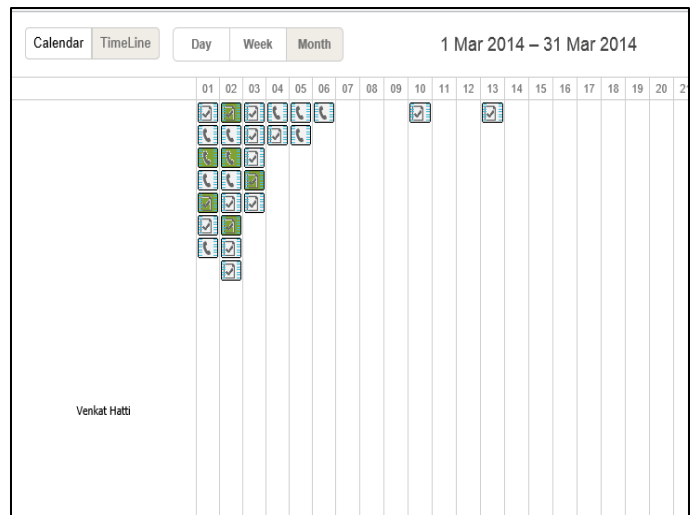 Calendar TimeLine Day Week Month 1 Mar 2014 – 31 Mar 2014
01 02 03 04 05 06 07 08 09 10 11 12 13 14 15 16 17 18 19 20
Venkat Hatti